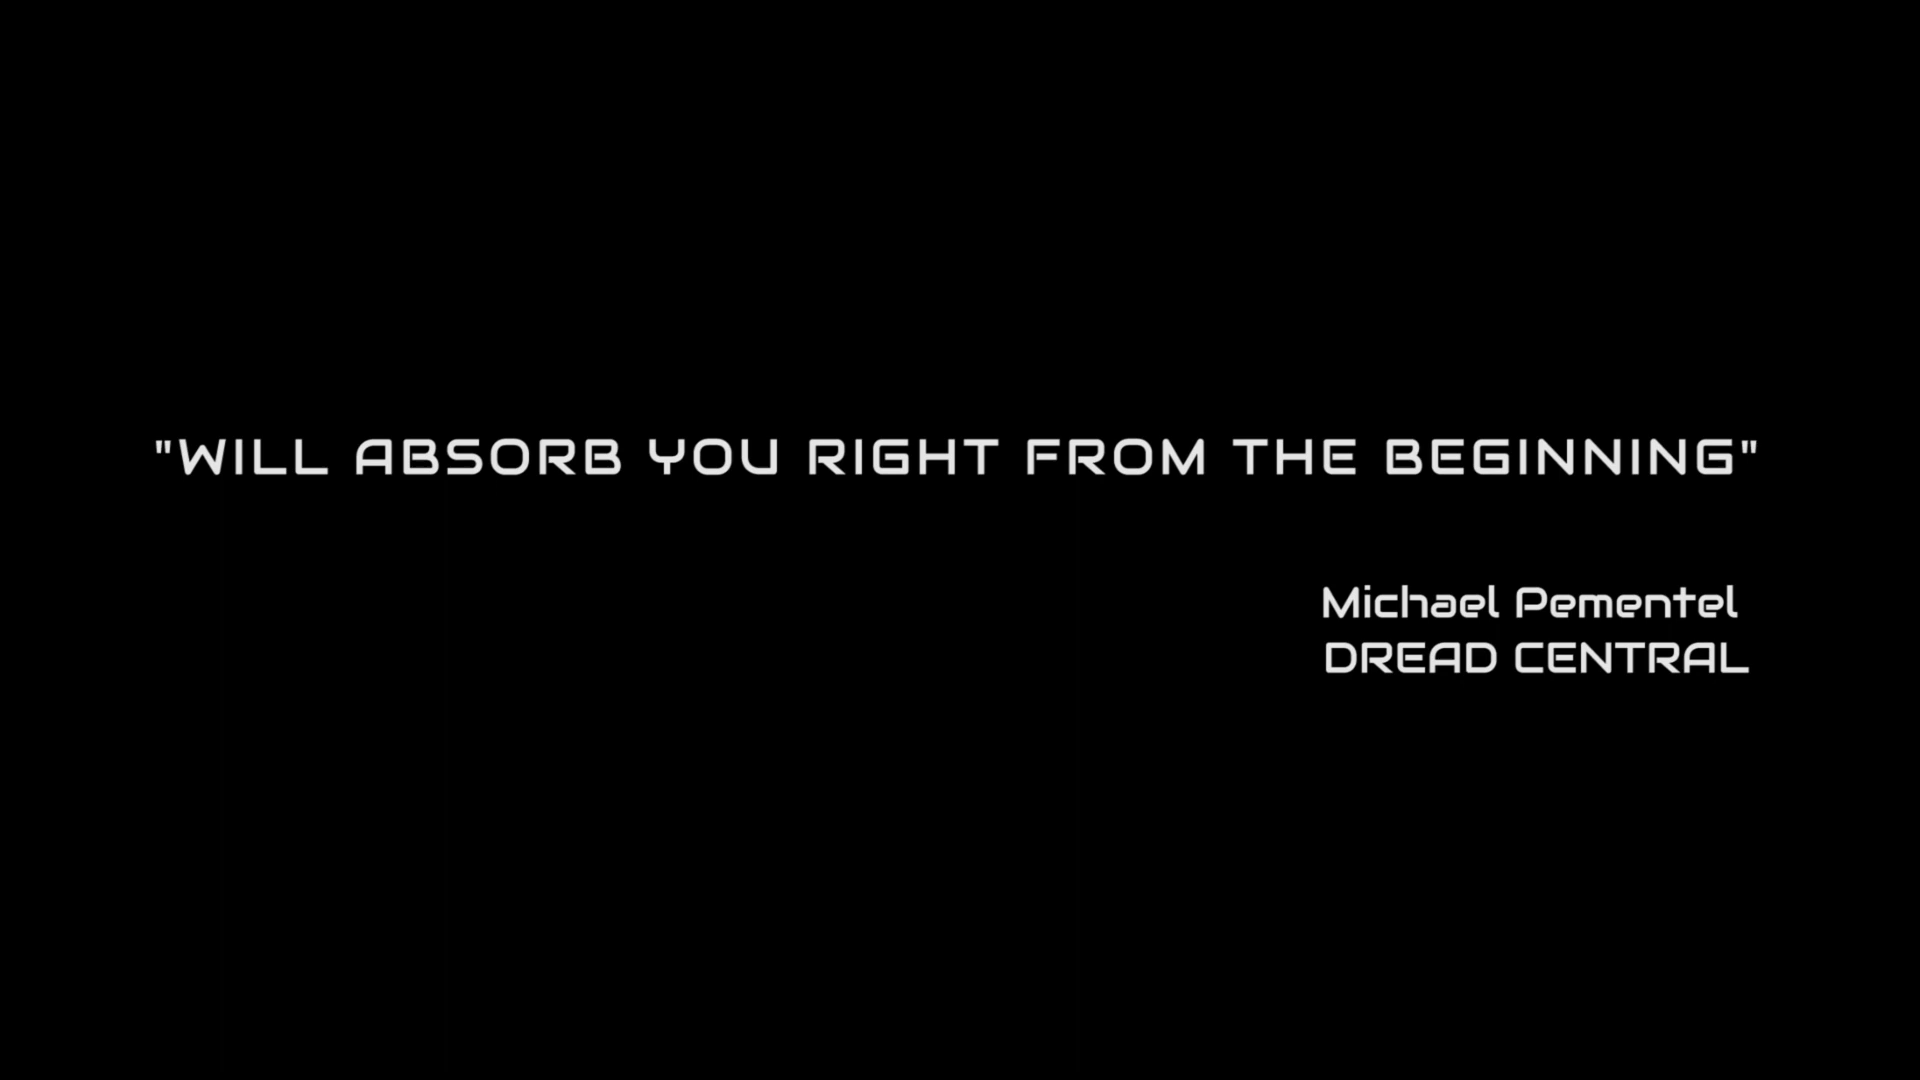 "WILL ABSORB YOU RIGHT FROM THE BEGINNING"
Michael Pementel
DREAD CENTRAL